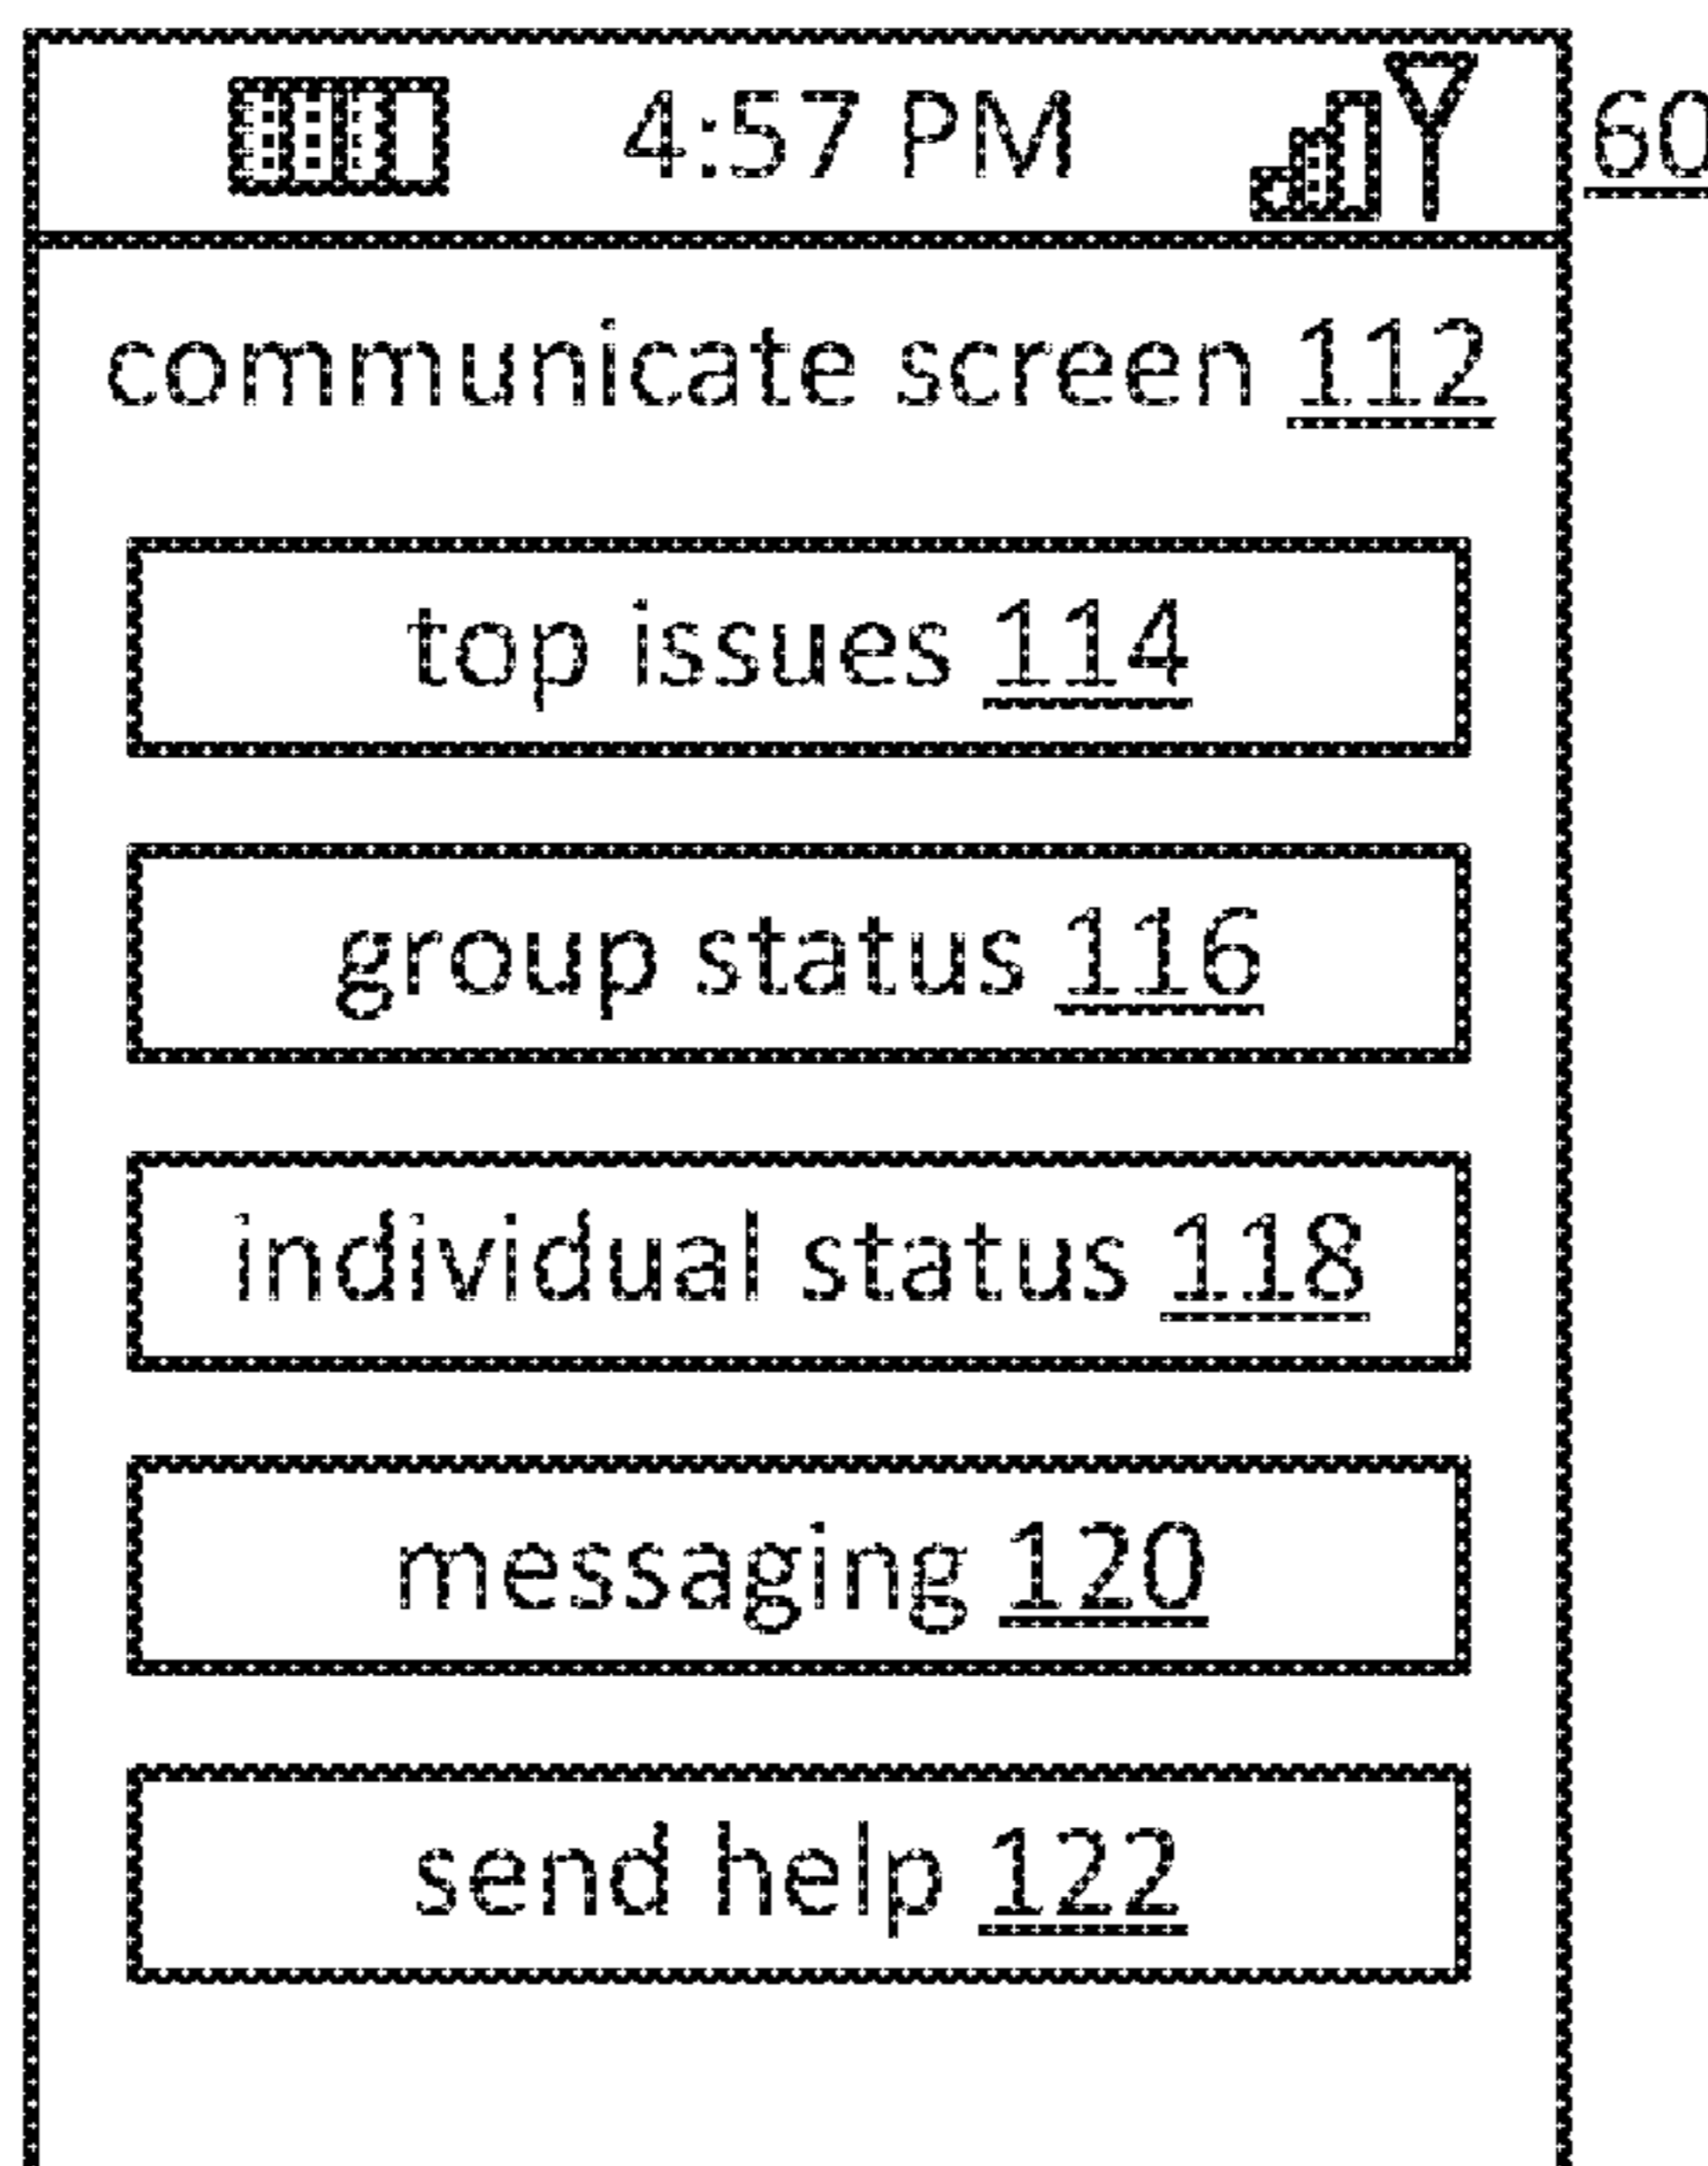 4:57 PM 60
communicate screen 112
top issues 114
group status 116
individual status 118
messaging 120
send help 122